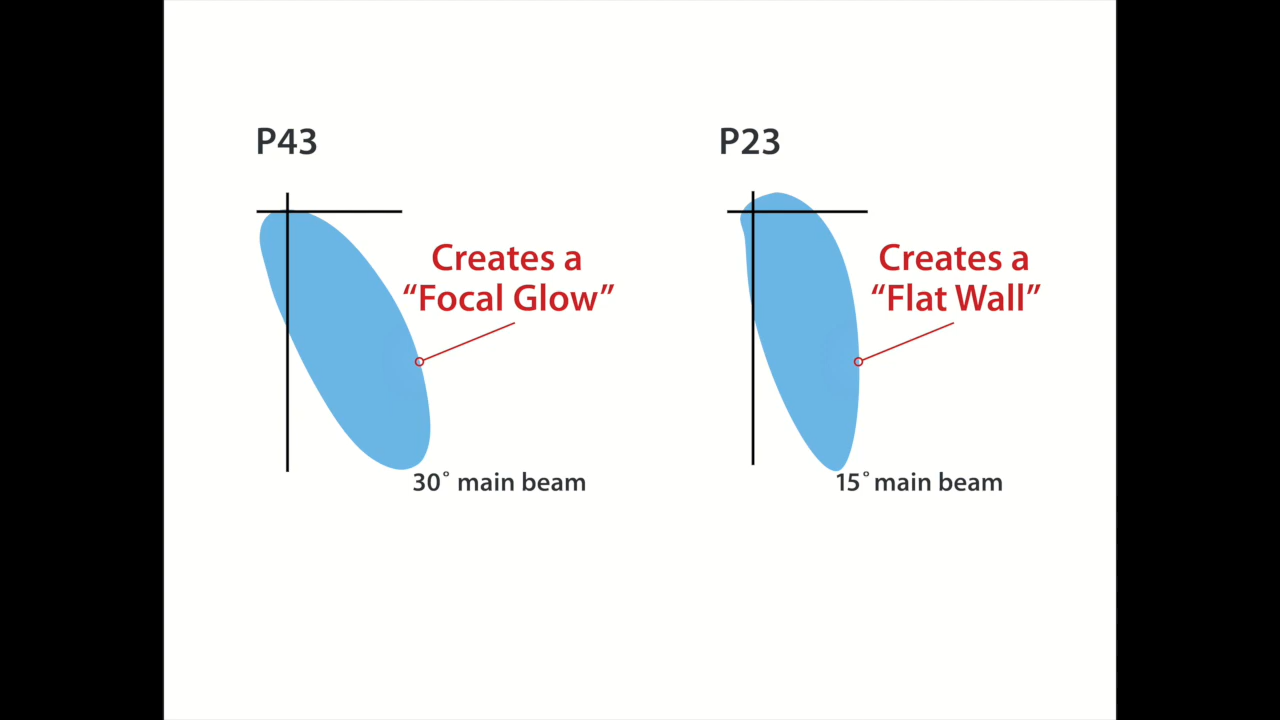 P43
Creates a
“Focal Glow”
30˚ main beam
P23
Creates a
“Flat Wall”
15˚ main beam